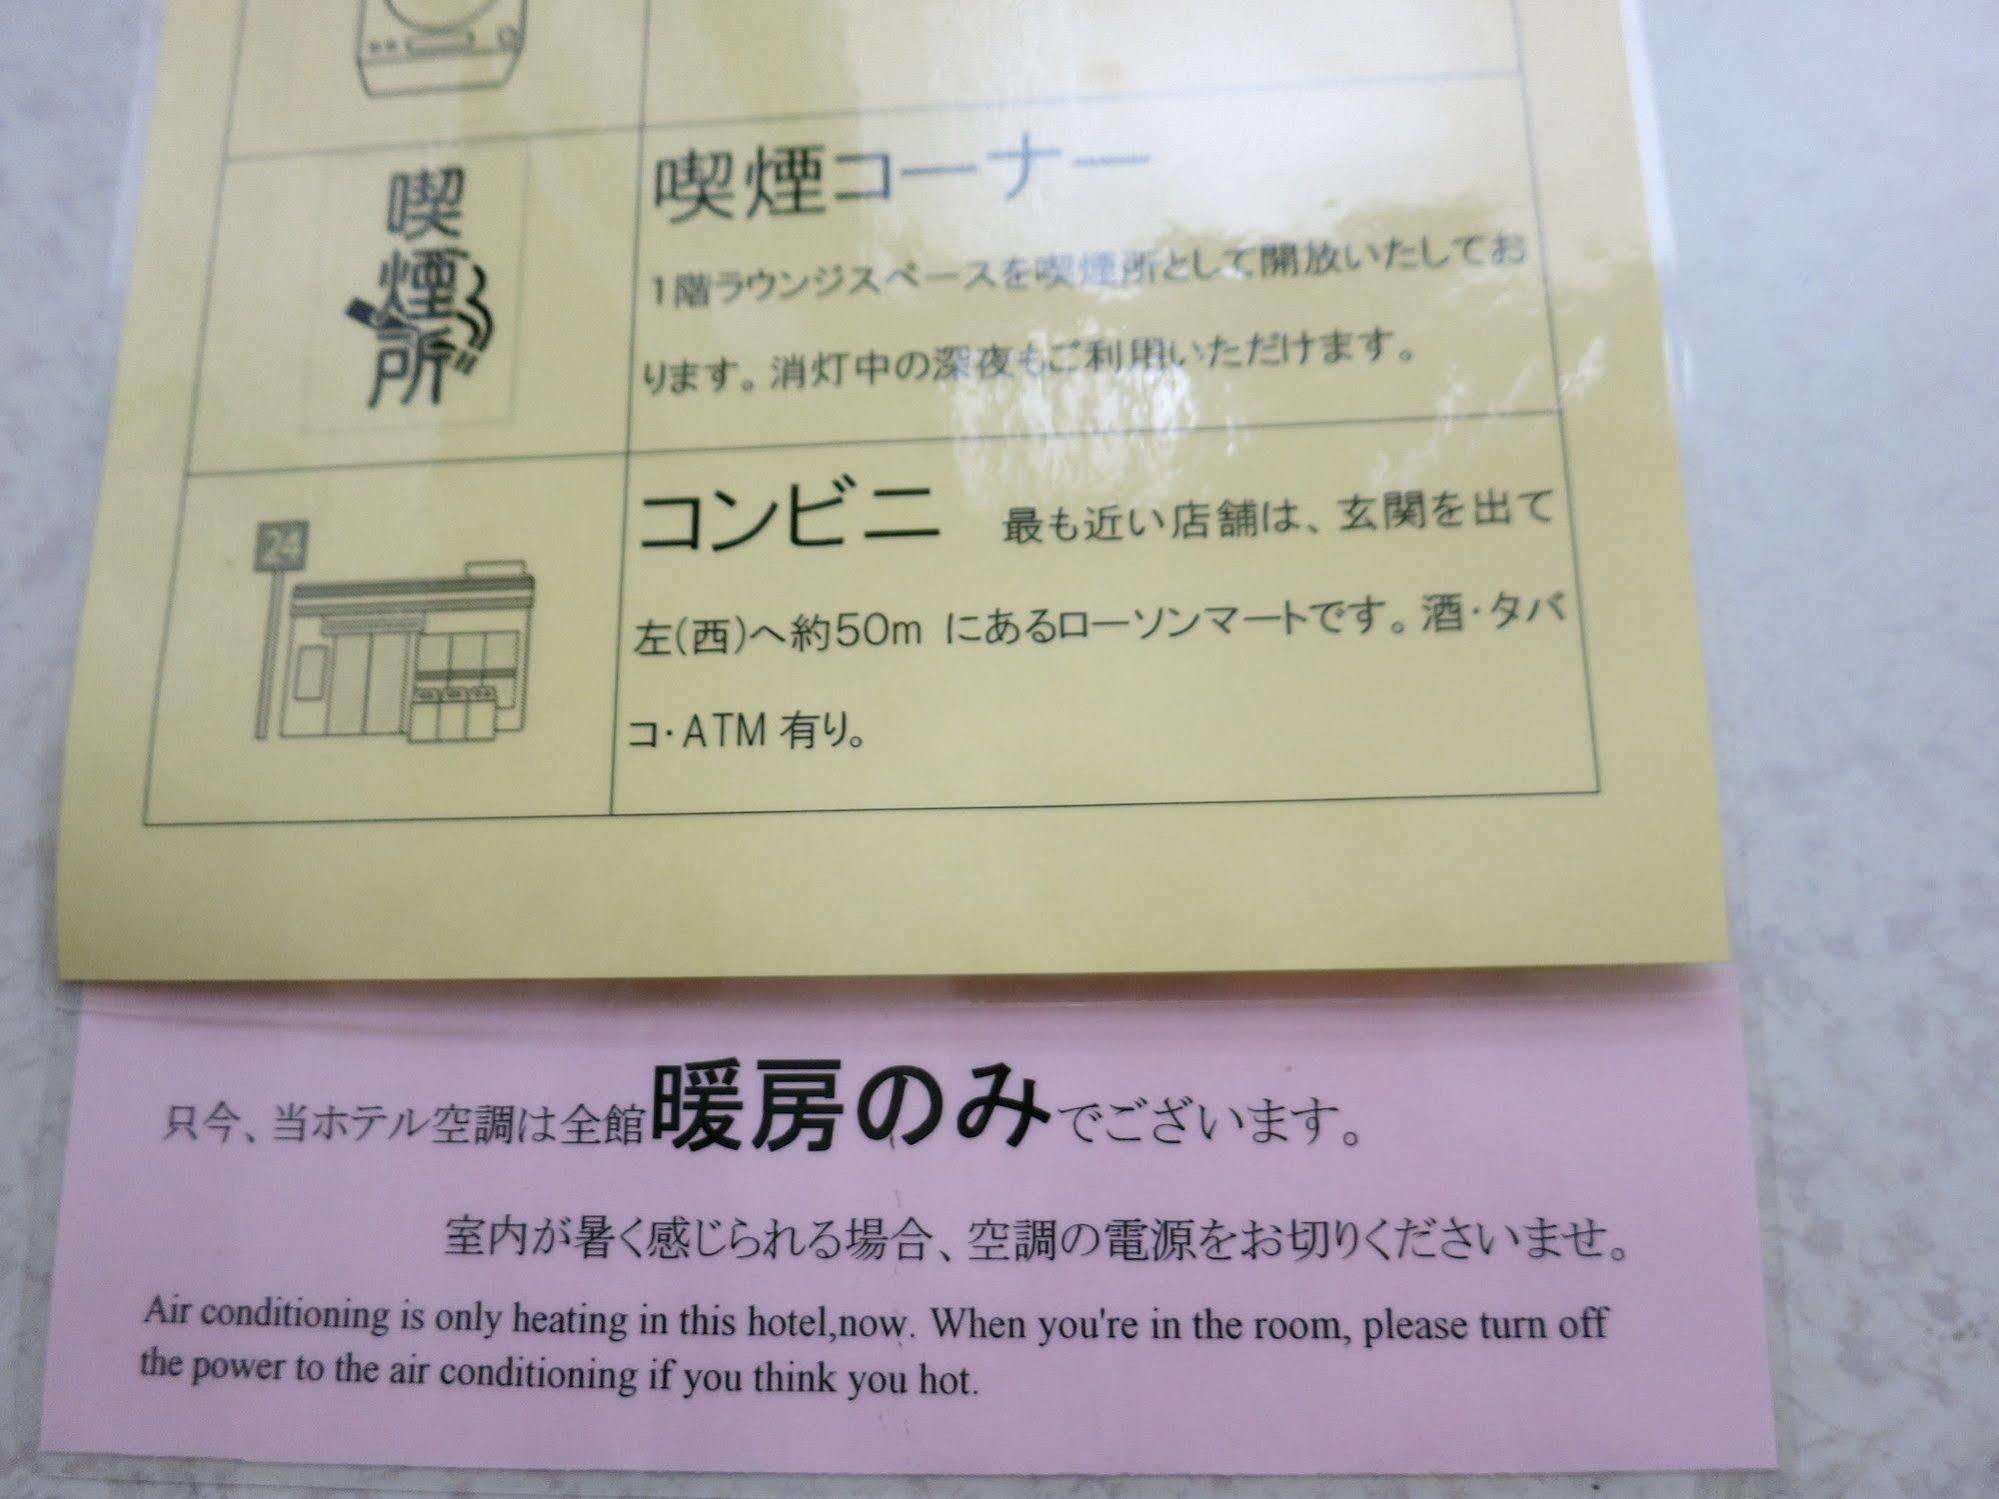 喫煙所
喫煙コーナー
1階ラウンジスペースを喫煙所として開放いたしてお
ります。消灯中の深夜もご利用いただけます。
24
コンビニ 最も近い店舗は、玄関を出て
左(西)へ約50m にあるローソンマートです。酒・タバ
コ・ATM 有り。
只今、当ホテル空調は全館暖房のみでございます。
室内が暑く感じられる場合、空調の電源をお切りくださいませ。
Air conditioning is only heating in this hotel,now. When you're in the room, please turn off
the power to the air conditioning if you think you hot.